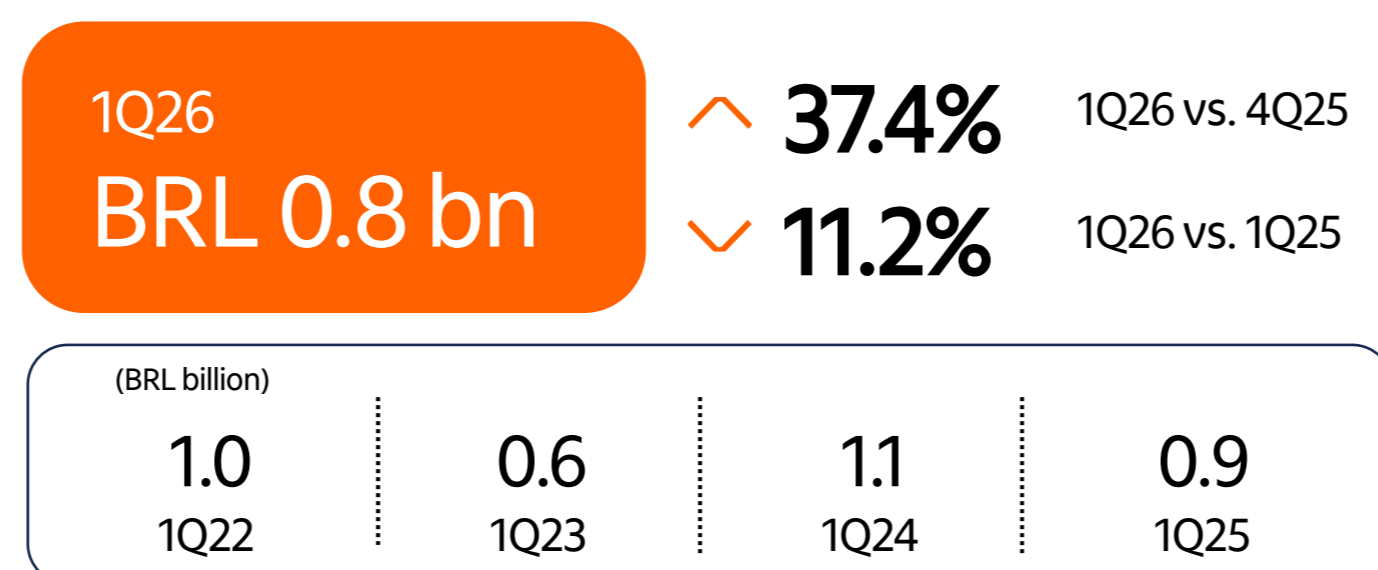 1Q26
BRL 0.8 bn
37.4% 1Q26 vs. 4Q25
11.2% 1Q26 vs. 1Q25
(BRL billion)
1.0 0.6 1.1 0.9
1Q22 1Q23 1Q24 1Q25